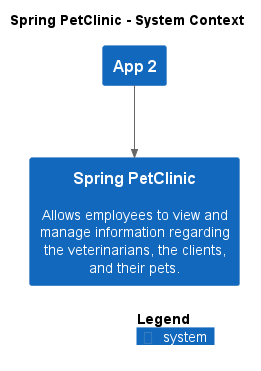 Spring PetClinic - System Context
App 2
Spring PetClinic
Allows employees to view and
manage information regarding
the veterinarians, the clients,
and their pets.
Legend
system